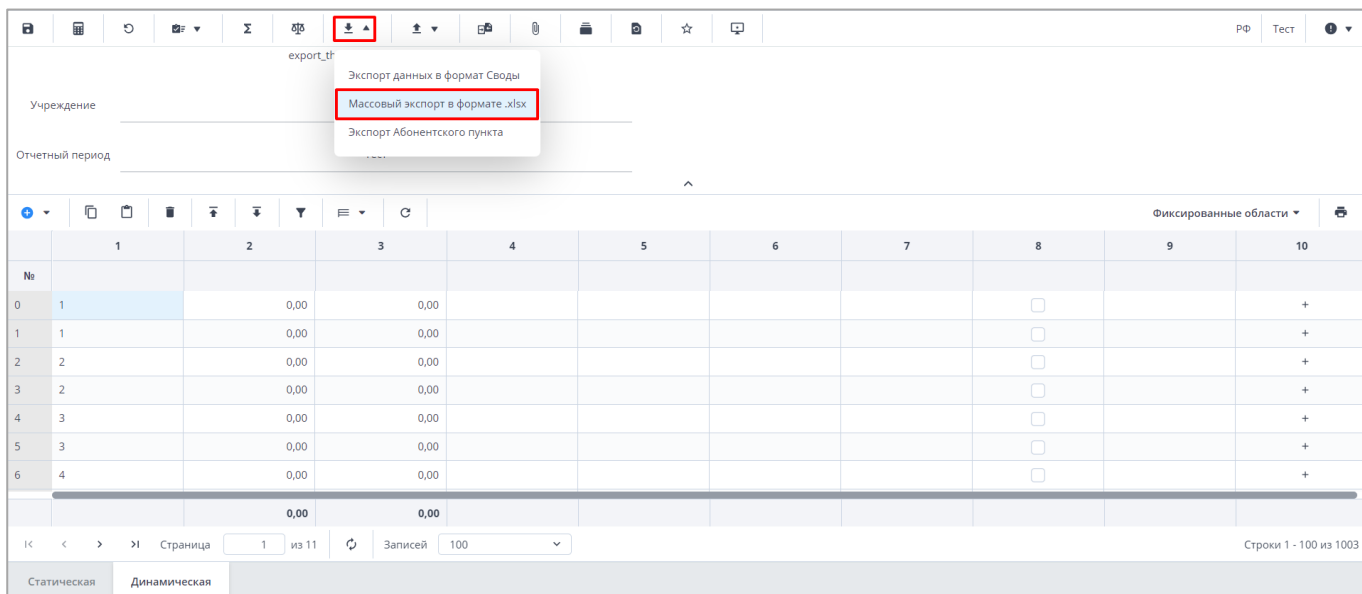 РФ Тест
export_th
Экспорт данных в формат Своды
Учреждение
Массовый экспорт в формате .xlsx
Экспорт Абонентского пункта
Отчетный период
Фиксированные области
1 2 3 4 5 6 7 8 9 10
№
0 1 0,00 0,00 +
1 1 0,00 0,00 +
2 2 0,00 0,00 +
3 2 0,00 0,00 +
4 3 0,00 0,00 +
5 3 0,00 0,00 +
6 4 0,00 0,00 +
0,00 0,00
Страница 1 из 11 Записей 100 Строки 1 - 100 из 1003
Статическая Динамическая